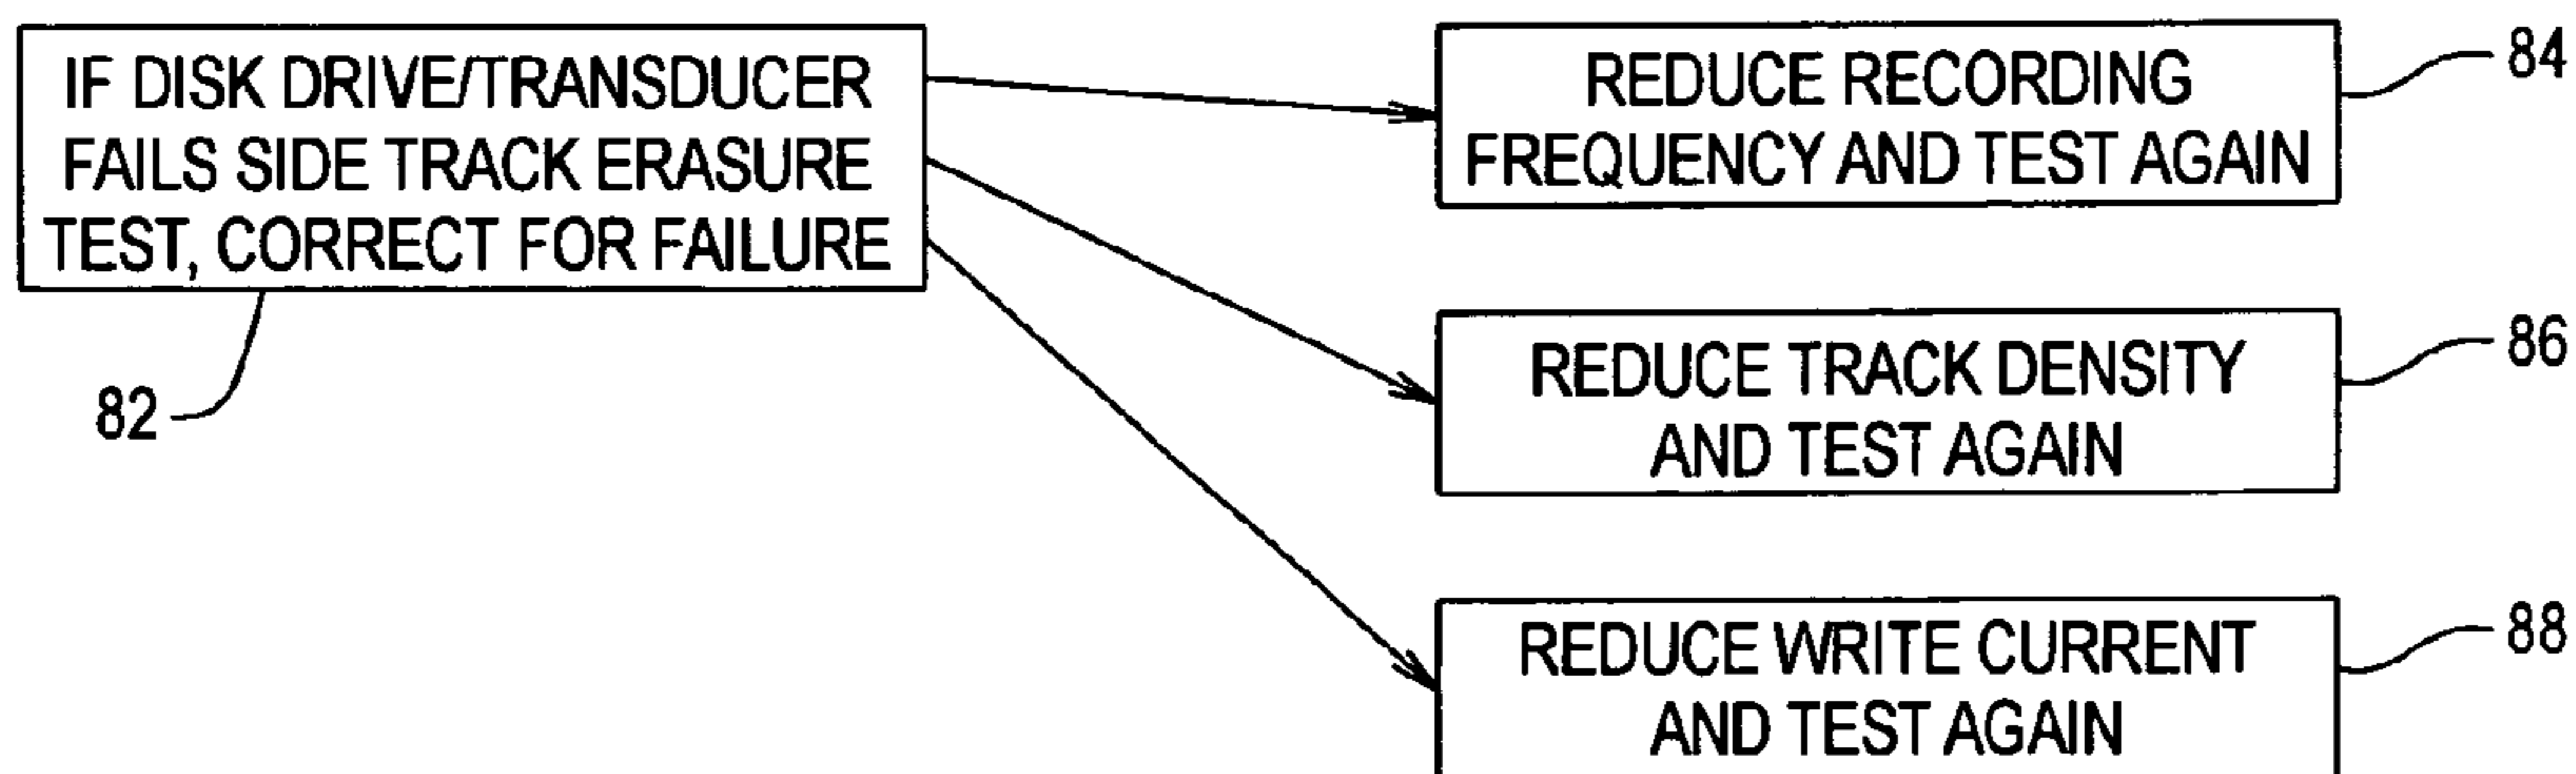 IF DISK DRIVE/TRANSDUCER
FAILS SIDE TRACK ERASURE
TEST, CORRECT FOR FAILURE
82
REDUCE RECORDING
FREQUENCY AND TEST AGAIN
84
REDUCE TRACK DENSITY
AND TEST AGAIN
86
REDUCE WRITE CURRENT
AND TEST AGAIN
88